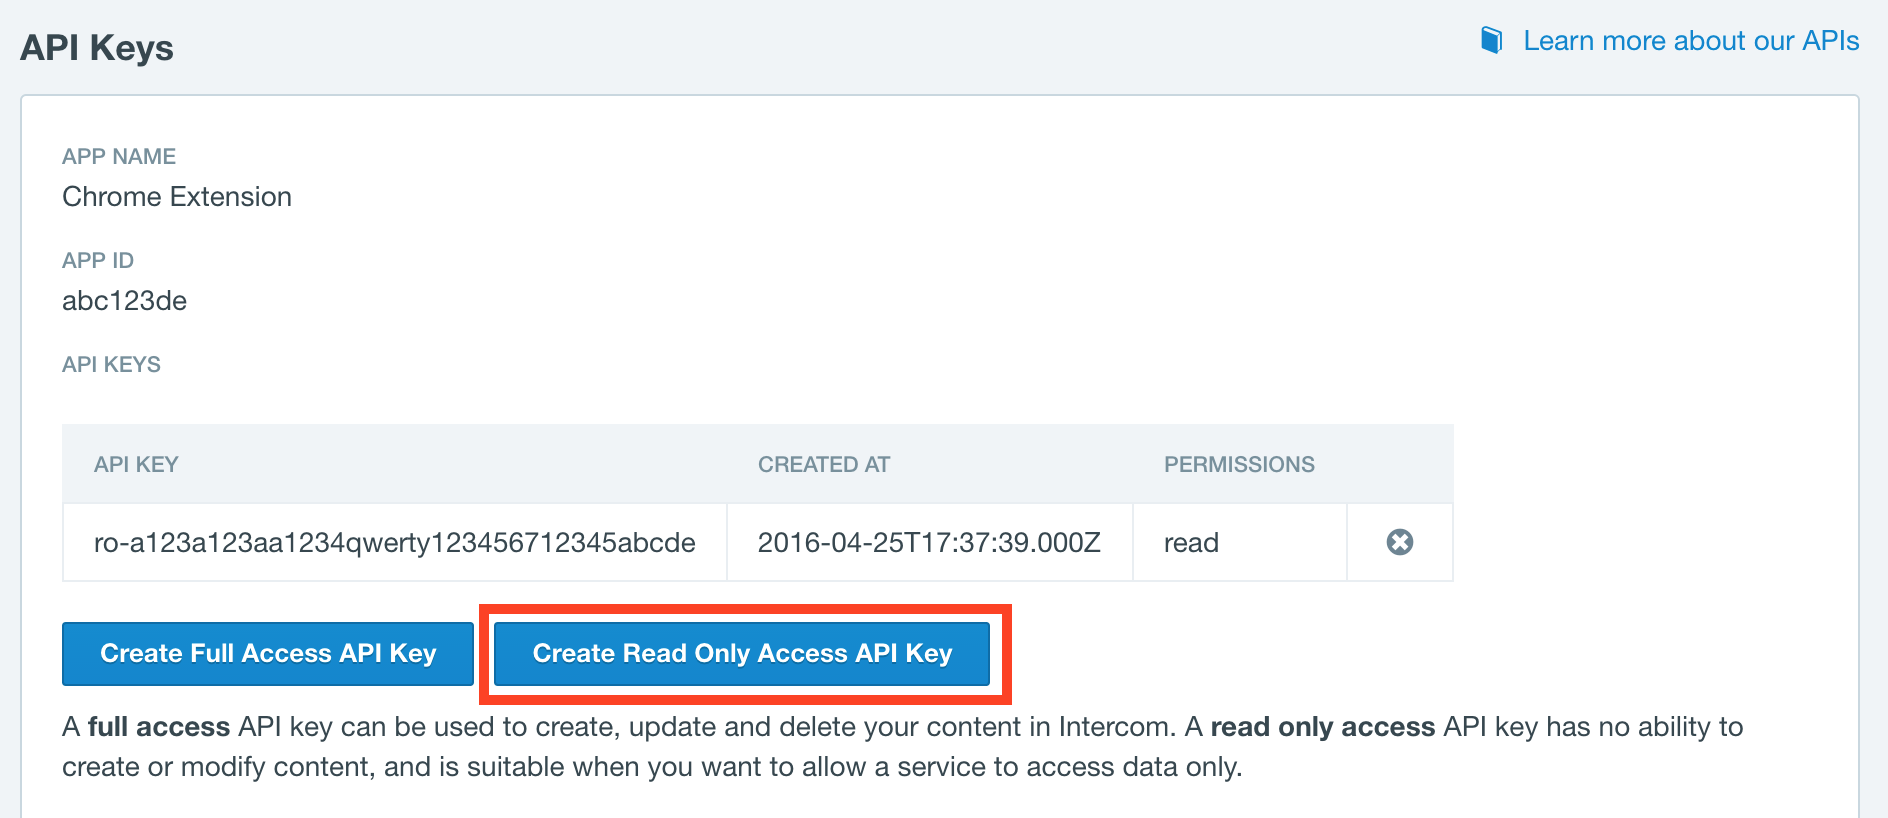 API Keys
Learn more about our APIs
APP NAME
Chrome Extension
APP ID
abc123de
API KEYS
API KEY CREATED AT PERMISSIONS
ro-a123a123aa1234qwerty123456712345abcde 2016-04-25T17:37:39.000Z read
Create Full Access API Key Create Read Only Access API Key
A full access API key can be used to create, update and delete your content in Intercom. A read only access API key has no ability to
create or modify content, and is suitable when you want to allow a service to access data only.